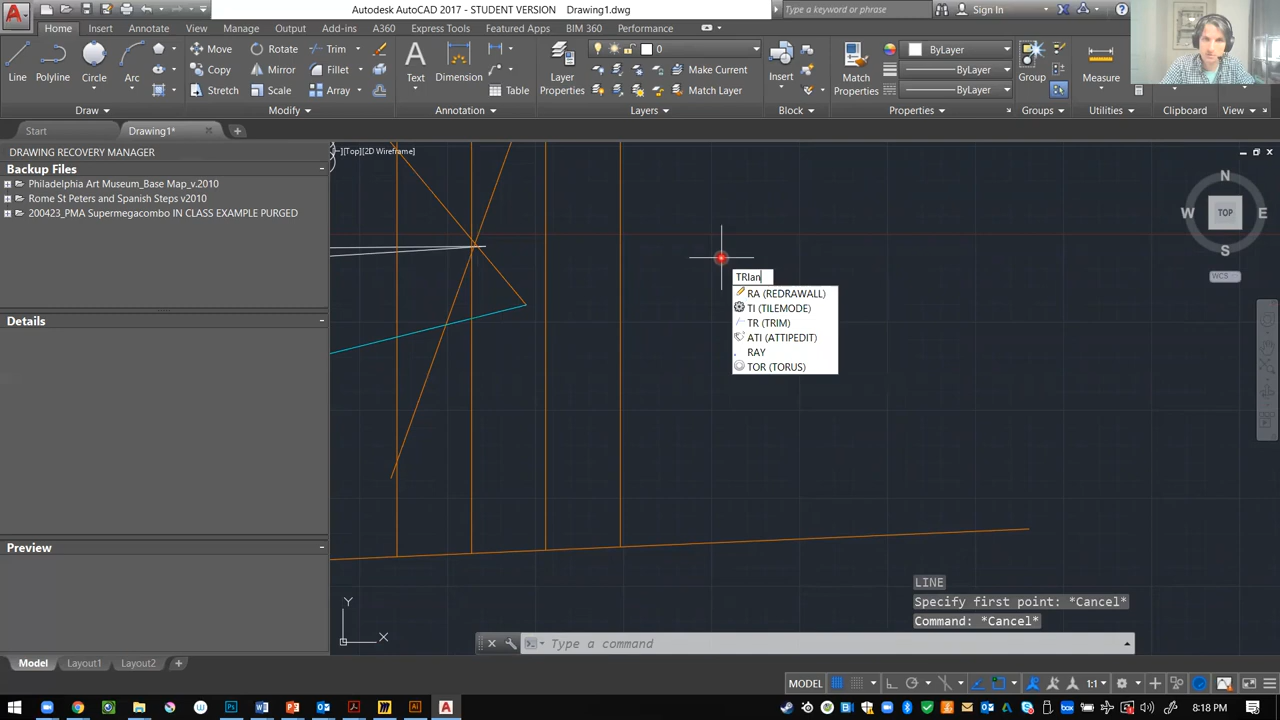 Autodesk AutoCAD 2017 - STUDENT VERSION Drawing1.dwg
Type a keyword or phrase
Sign In
Home Insert Annotate View Manage Output Add-ins A360 Express Tools Featured Apps BIM 360 Performance
Line Polyline Circle Arc
Move Rotate Trim
Copy Mirror Fillet
Stretch Scale Array
Text Dimension Table
Layer Properties
0
Make Current
Match Layer
Insert
Match Properties
ByLayer
ByLayer
ByLayer
Group
Measure
Draw Modify Annotation Layers Block Properties Groups Utilities Clipboard View
Start Drawing1*
DRAWING RECOVERY MANAGER
Backup Files
Philadelphia Art Museum_Base Map_v.2010
Rome St Peters and Spanish Steps v2010
200423_PMA Supermegacombo IN CLASS EXAMPLE PURGED
Details
Preview
][Top][2D Wireframe]
N
W TOP E
S
WCS
TRIan
RA (REDRAWALL)
TI (TILEMODE)
TR (TRIM)
ATI (ATTIPEDIT)
RAY
TOR (TORUS)
LINE
Specify first point: *Cancel*
Command: *Cancel*
Y
X
Type a command
Model Layout1 Layout2
MODEL 1:1
8:18 PM